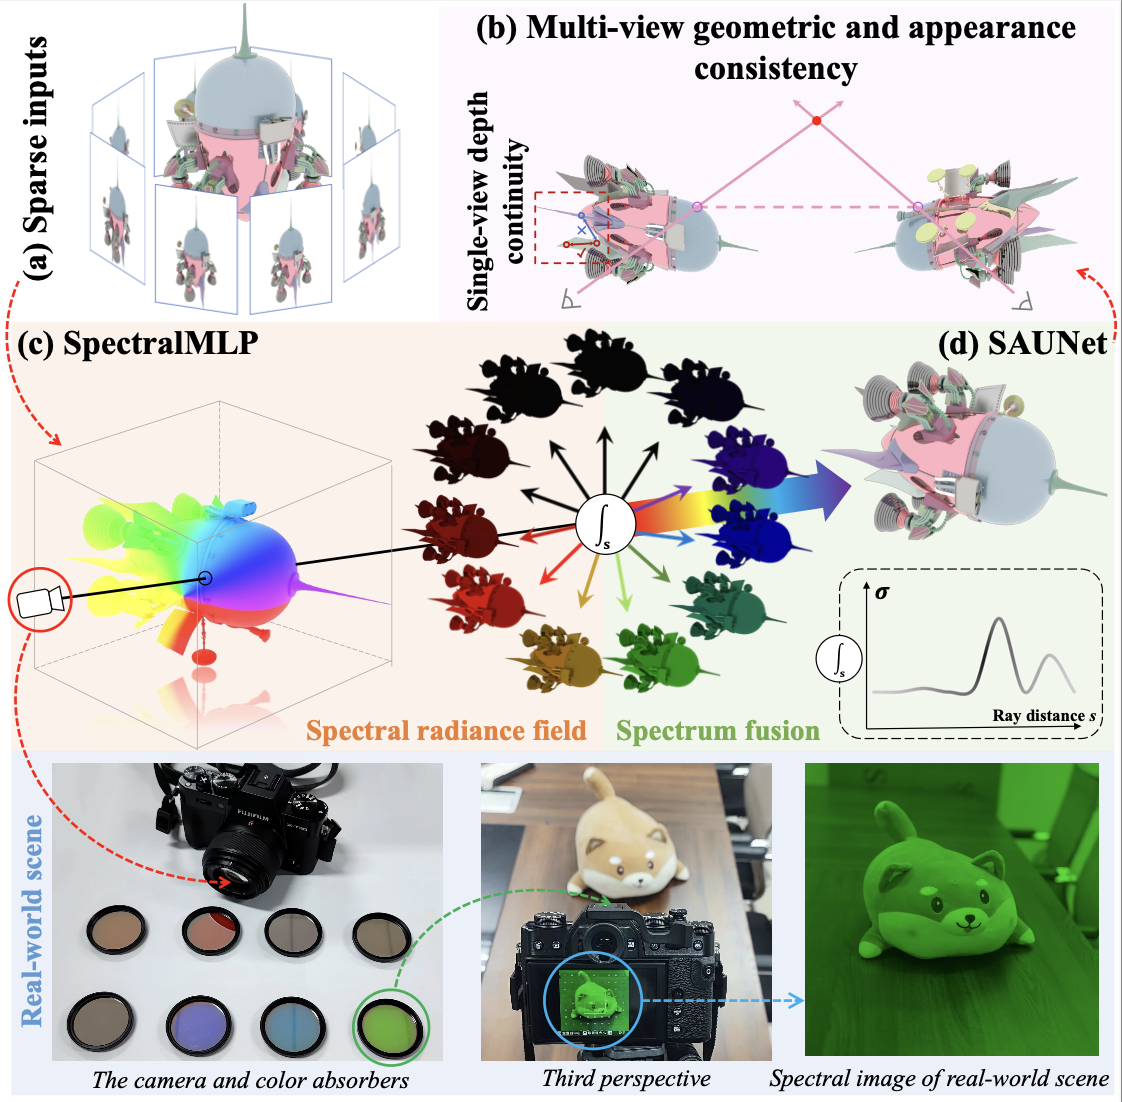 (a) Sparse inputs
(b) Multi-view geometric and appearance
consistency
Single-view depth
continuity
(c) SpectralMLP
(d) SAUNet
∫s
σ
∫s
Ray distance s
Spectral radiance field
Spectrum fusion
Real-world scene
FUJIFILM
The camera and color absorbers
Third perspective
Spectral image of real-world scene